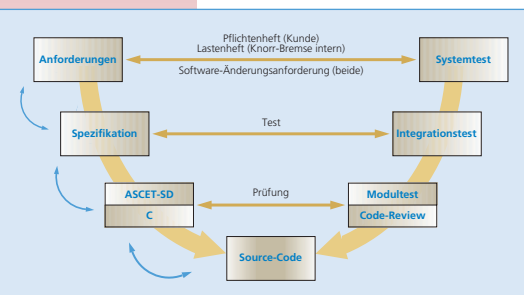 Pflichtenheft (Kunde)
Lastenheft (Knorr-Bremse intern)
Anforderungen
Systemtest
Software-Änderungsanforderung (beide)
Test
Spezifikation
Integrationstest
ASCET-SD
Prüfung
Modultest
C
Code-Review
Source-Code